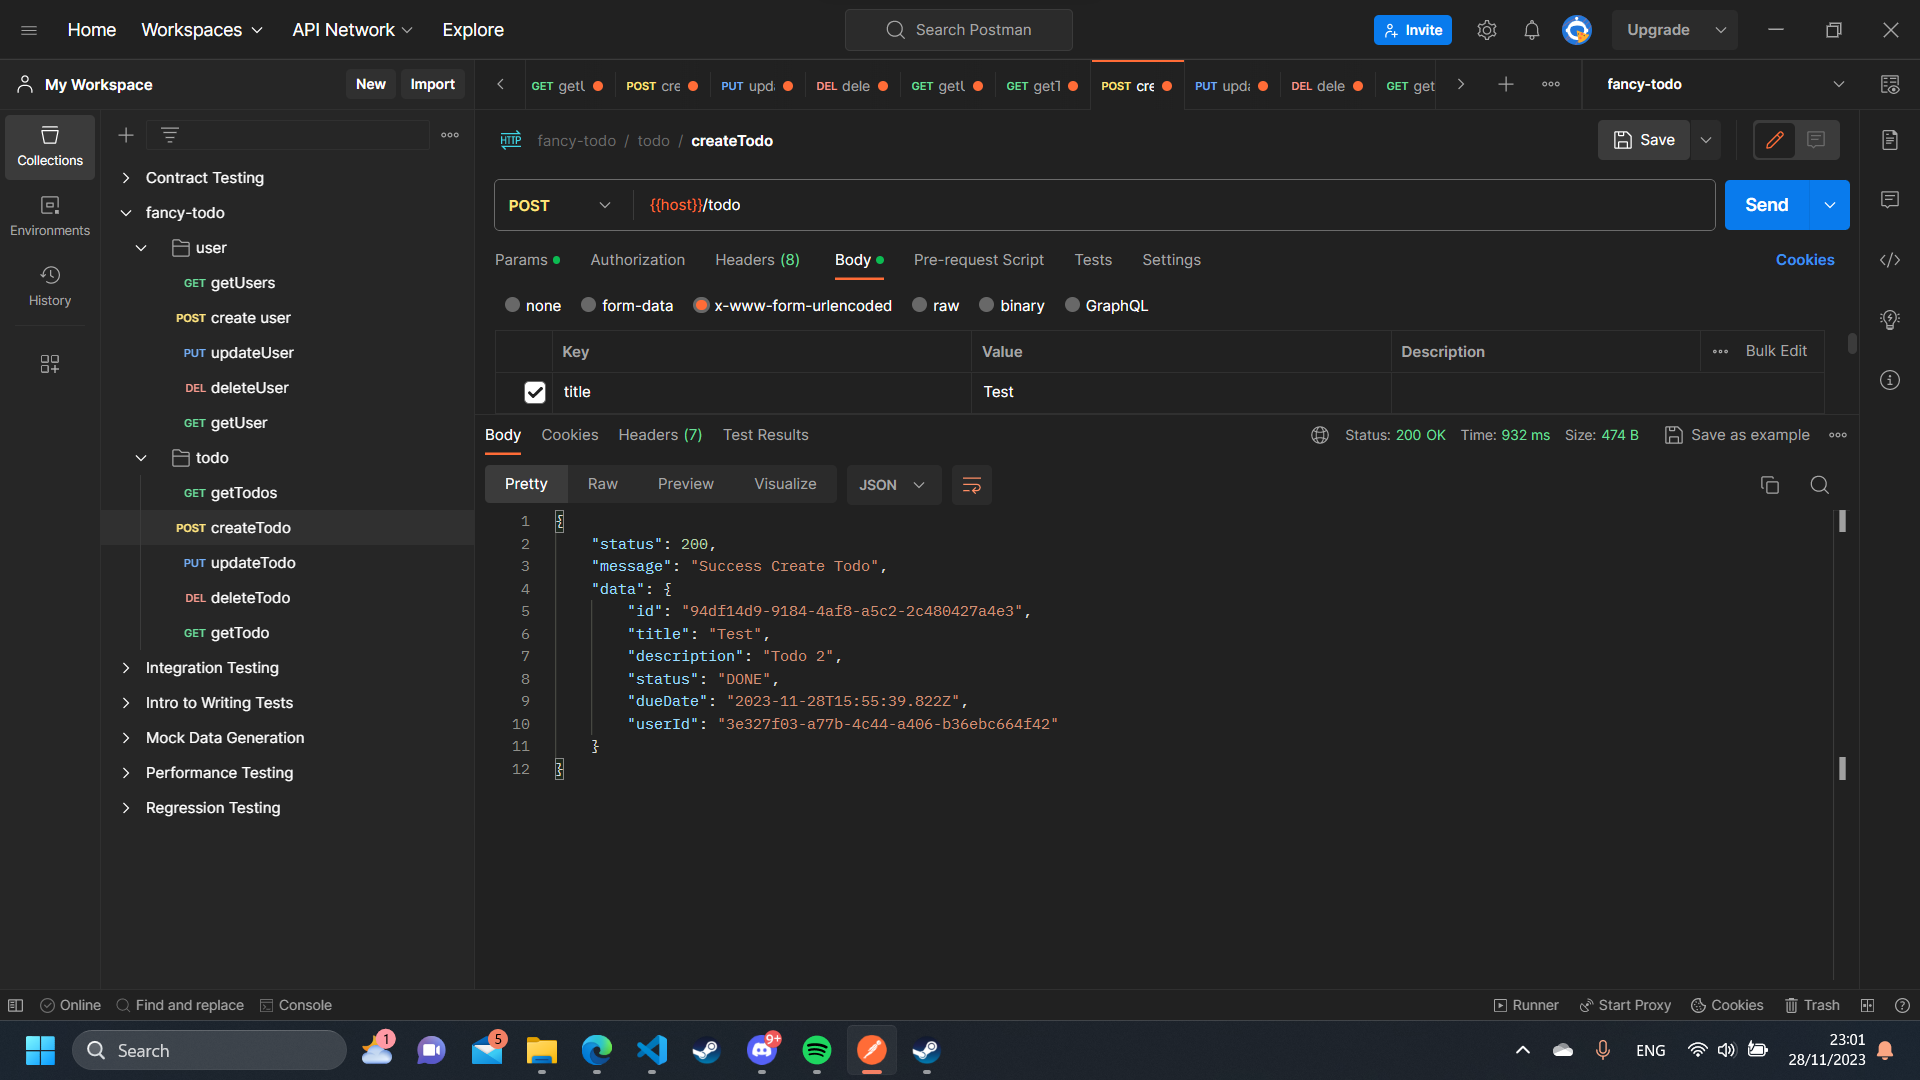 Home Workspaces API Network Explore Search Postman Invite Upgrade
My Workspace New Import GET getU POST cre PUT upda DEL dele GET getU GET getT POST cre PUT upda DEL dele GET get fancy-todo
Collections
Environments
History
Contract Testing
fancy-todo
user
GET getUsers
POST create user
PUT updateUser
DEL deleteUser
GET getUser
todo
GET getTodos
POST createTodo
PUT updateTodo
DEL deleteTodo
GET getTodo
Integration Testing
Intro to Writing Tests
Mock Data Generation
Performance Testing
Regression Testing
HTTP fancy-todo / todo / createTodo Save
POST {{host}}/todo Send
Params Authorization Headers (8) Body Pre-request Script Tests Settings Cookies
none form-data x-www-form-urlencoded raw binary GraphQL
Key Value Description Bulk Edit
title Test
Body Cookies Headers (7) Test Results Status: 200 OK Time: 932 ms Size: 474 B Save as example
Pretty Raw Preview Visualize JSON
1 {
2 "status": 200,
3 "message": "Success Create Todo",
4 "data": {
5 "id": "94df14d9-9184-4af8-a5c2-2c480427a4e3",
6 "title": "Test",
7 "description": "Todo 2",
8 "status": "DONE",
9 "dueDate": "2023-11-28T15:55:39.822Z",
10 "userId": "3e327f03-a77b-4c44-a406-b36ebc664f42"
11 }
12 }
Online Find and replace Console Runner Start Proxy Cookies Trash
Search 1 5 9+ ENG 23:01
28/11/2023